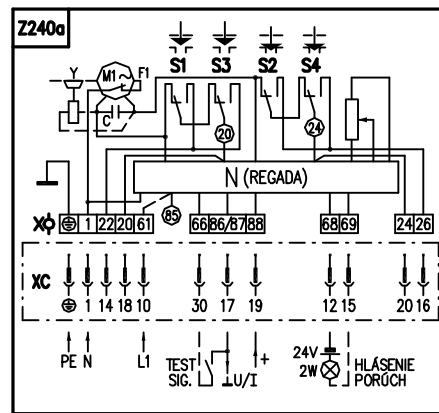 Z240a
Y M1~ F1 S1 S3 S2 S4
C 20 24
N (REGADA)
X 1 22 20 61 85 66 86/87 88 68 69 24 26
XC
1 14 18 10 30 17 19 12 15 20 16
PE N L1 TEST SIG. U/I + 24V 2W HLÁSENIE PORÚCH